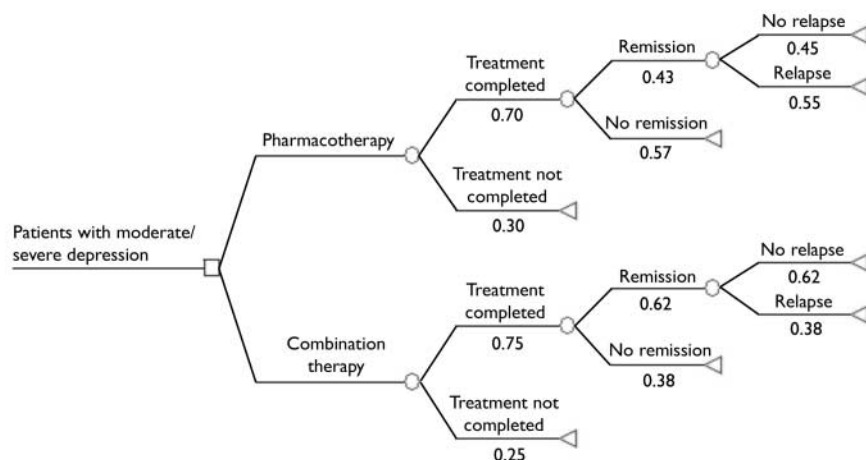 Patients with moderate/
severe depression
Pharmacotherapy
Treatment
completed
0.70
Remission
0.43
No relapse
0.45
Relapse
0.55
No remission
0.57
Treatment not
completed
0.30
Combination
therapy
Treatment
completed
0.75
Remission
0.62
No relapse
0.62
Relapse
0.38
No remission
0.38
Treatment not
completed
0.25